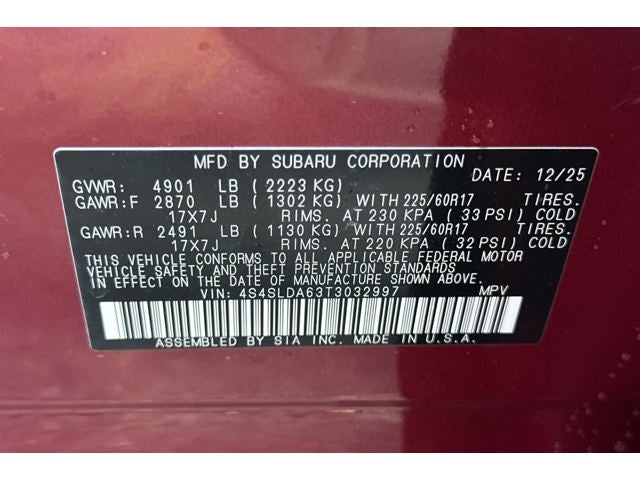 MFD BY SUBARU CORPORATION
GVWR: 4901 LB (2223 KG) DATE: 12/25
GAWR:F 2870 LB (1302 KG) WITH 225/60R17 TIRES.
17X7J RIMS. AT 230 KPA (33 PSI) COLD
GAWR:R 2491 LB (1130 KG) WITH 225/60R17 TIRES.
17X7J RIMS. AT 220 KPA (32 PSI) COLD
THIS VEHICLE CONFORMS TO ALL APPLICABLE FEDERAL MOTOR
VEHICLE SAFETY AND THEFT PREVENTION STANDARDS
IN EFFECT ON THE DATE OF MANUFACTURE SHOWN ABOVE.
VIN: 4S4SLDA63T3032997 MPV
ASSEMBLED BY SIA INC. MADE IN U.S.A.